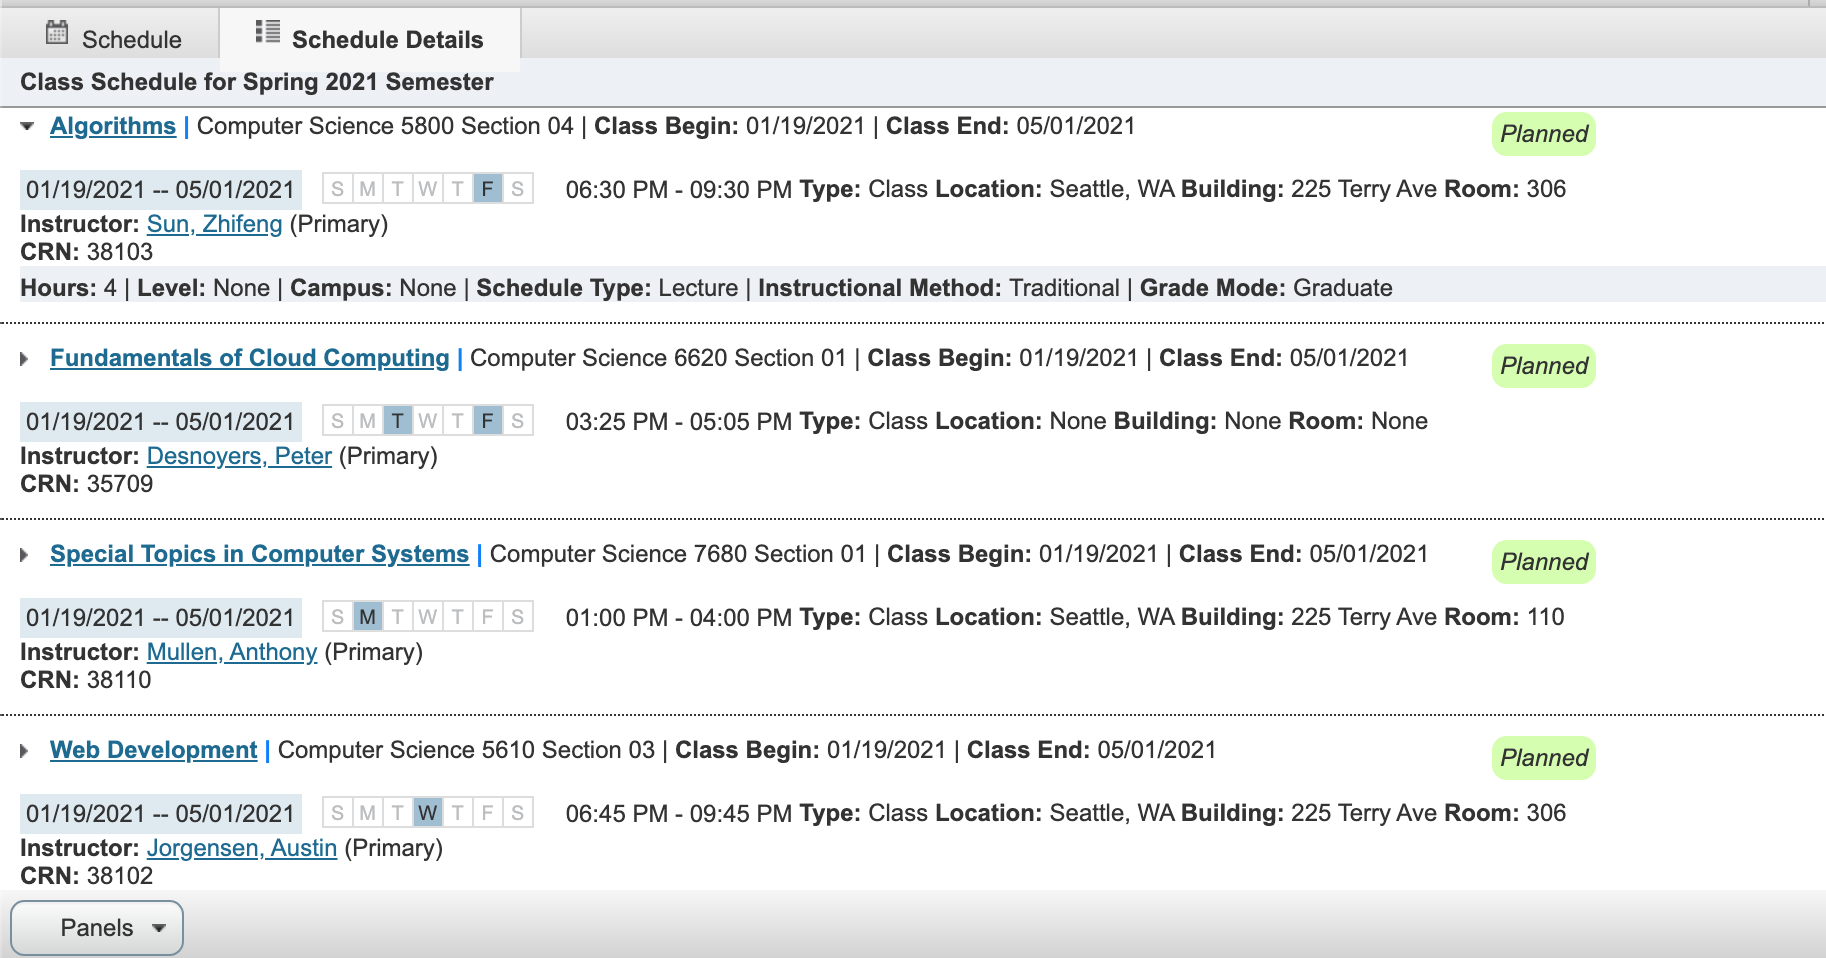 Schedule
Schedule Details
Class Schedule for Spring 2021 Semester
Algorithms | Computer Science 5800 Section 04 | Class Begin: 01/19/2021 | Class End: 05/01/2021
Planned
01/19/2021 -- 05/01/2021 S M T W T F S 06:30 PM - 09:30 PM Type: Class Location: Seattle, WA Building: 225 Terry Ave Room: 306
Instructor: Sun, Zhifeng (Primary)
CRN: 38103
Hours: 4 | Level: None | Campus: None | Schedule Type: Lecture | Instructional Method: Traditional | Grade Mode: Graduate
Fundamentals of Cloud Computing | Computer Science 6620 Section 01 | Class Begin: 01/19/2021 | Class End: 05/01/2021
Planned
01/19/2021 -- 05/01/2021 S M T W T F S 03:25 PM - 05:05 PM Type: Class Location: None Building: None Room: None
Instructor: Desnoyers, Peter (Primary)
CRN: 35709
Special Topics in Computer Systems | Computer Science 7680 Section 01 | Class Begin: 01/19/2021 | Class End: 05/01/2021
Planned
01/19/2021 -- 05/01/2021 S M T W T F S 01:00 PM - 04:00 PM Type: Class Location: Seattle, WA Building: 225 Terry Ave Room: 110
Instructor: Mullen, Anthony (Primary)
CRN: 38110
Web Development | Computer Science 5610 Section 03 | Class Begin: 01/19/2021 | Class End: 05/01/2021
Planned
01/19/2021 -- 05/01/2021 S M T W T F S 06:45 PM - 09:45 PM Type: Class Location: Seattle, WA Building: 225 Terry Ave Room: 306
Instructor: Jorgensen, Austin (Primary)
CRN: 38102
Panels